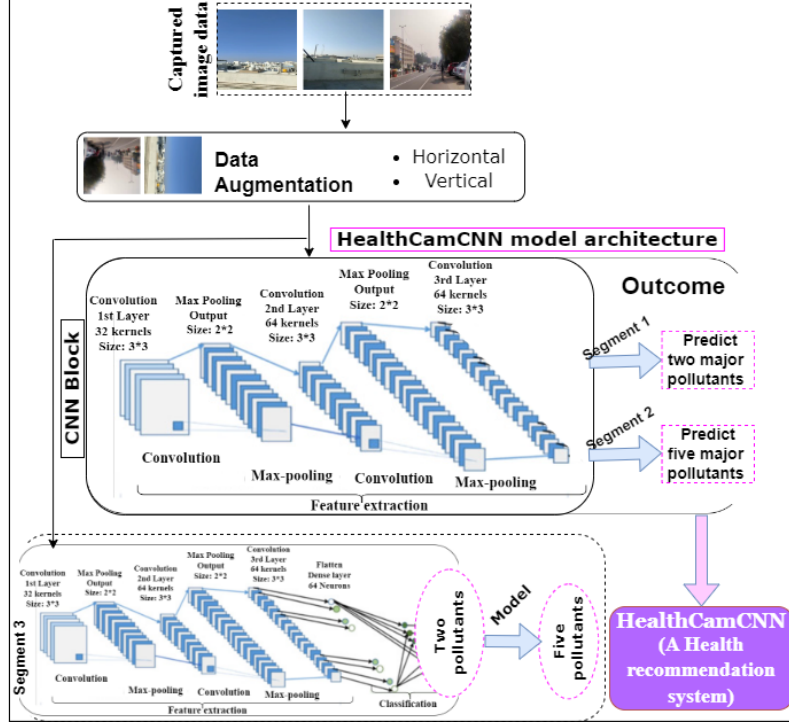 Captured
image data
Data
Augmentation
• Horizontal
• Vertical
HealthCamCNN model architecture
CNN Block
Convolution
1st Layer
32 kernels
Size: 3*3
Max Pooling
Output
Size: 2*2
Convolution
2nd Layer
64 kernels
Size: 3*3
Max Pooling
Output
Size: 2*2
Convolution
3rd Layer
64 kernels
Size: 3*3
Convolution
Max-pooling
Convolution
Max-pooling
Feature extraction
Outcome
Segment 1
Predict
two major
pollutants
Segment 2
Predict
five major
pollutants
Segment 3
Convolution
1st Layer
32 kernels
Size: 3*3
Max Pooling
Output
Size: 2*2
Convolution
2nd Layer
64 kernels
Size: 3*3
Max Pooling
Output
Size: 2*2
Convolution
3rd Layer
64 kernels
Size: 3*3
Flatten
Dense layer
64 Neurons
Convolution
Max-pooling
Convolution
Max-pooling
Feature extraction
Classification
Two
pollutants
Model
Five
pollutants
HealthCamCNN
(A Health
recommendation
system)